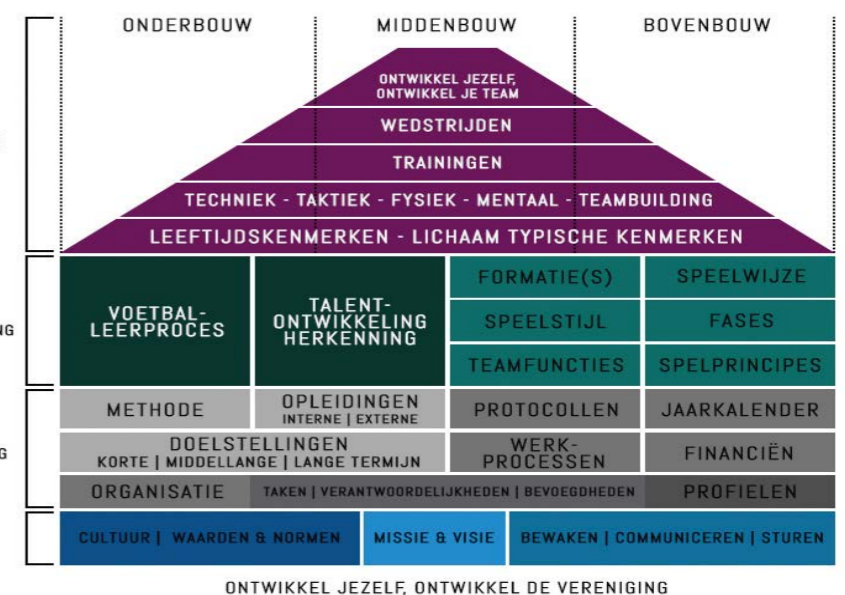 ONDERBOUW
MIDDENBOUW
BOVENBOUW
ONTWIKKEL JEZELF,
ONTWIKKEL JE TEAM
WEDSTRIJDEN
TRAININGEN
TECHNIEK - TAKTIEK - FYSIEK - MENTAAL - TEAMBUILDING
LEEFTIJDSKENMERKEN - LICHAAM TYPISCHE KENMERKEN
VOETBAL-
LEERPROCES
TALENT-
ONTWIKKELING
HERKENNING
FORMATIE(S)
SPEELWIJZE
SPEELSTIJL
FASES
TEAMFUNCTIES
SPELPRINCIPES
METHODE
OPLEIDINGEN
INTERNE | EXTERNE
PROTOCOLLEN
JAARKALENDER
DOELSTELLINGEN
KORTE | MIDDELLANGE | LANGE TERMIJN
WERK-
PROCESSEN
FINANCIËN
ORGANISATIE
TAKEN | VERANTWOORDELIJKHEDEN | BEVOEGDHEDEN
PROFIELEN
CULTUUR | WAARDEN & NORMEN
MISSIE & VISIE
BEWAKEN | COMMUNICEREN | STUREN
ONTWIKKEL JEZELF, ONTWIKKEL DE VERENIGING